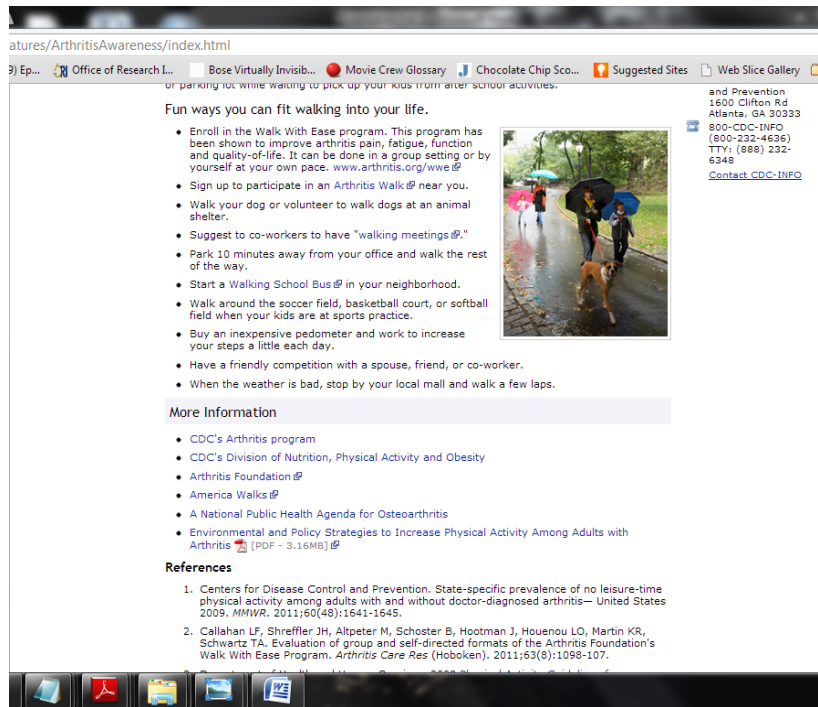 atures/ArthritisAwareness/index.html
9) Ep... Office of Research I... Bose Virtually Invisib... Movie Crew Glossary Chocolate Chip Sco... Suggested Sites Web Slice Gallery
or parking lot while waiting to pick up your kids from after school activities.
Fun ways you can fit walking into your life.
• Enroll in the Walk With Ease program. This program has
been shown to improve arthritis pain, fatigue, function
and quality-of-life. It can be done in a group setting or by
yourself at your own pace. www.arthritis.org/wwe
• Sign up to participate in an Arthritis Walk near you.
• Walk your dog or volunteer to walk dogs at an animal
shelter.
• Suggest to co-workers to have "walking meetings."
• Park 10 minutes away from your office and walk the rest
of the way.
• Start a Walking School Bus in your neighborhood.
• Walk around the soccer field, basketball court, or softball
field when your kids are at sports practice.
• Buy an inexpensive pedometer and work to increase
your steps a little each day.
• Have a friendly competition with a spouse, friend, or co-worker.
• When the weather is bad, stop by your local mall and walk a few laps.
More Information
• CDC's Arthritis program
• CDC's Division of Nutrition, Physical Activity and Obesity
• Arthritis Foundation
• America Walks
• A National Public Health Agenda for Osteoarthritis
• Environmental and Policy Strategies to Increase Physical Activity Among Adults with
Arthritis [PDF - 3.16MB]
References
1. Centers for Disease Control and Prevention. State-specific prevalence of no leisure-time
physical activity among adults with and without doctor-diagnosed arthritis— United States
2009. MMWR. 2011;60(48):1641-1645.
2. Callahan LF, Shreffler JH, Altpeter M, Schoster B, Hootman J, Houenou LO, Martin KR,
Schwartz TA. Evaluation of group and self-directed formats of the Arthritis Foundation's
Walk With Ease Program. Arthritis Care Res (Hoboken). 2011;63(8):1098-107.
and Prevention
1600 Clifton Rd
Atlanta, GA 30333
800-CDC-INFO
(800-232-4636)
TTY: (888) 232-
6348
Contact CDC-INFO